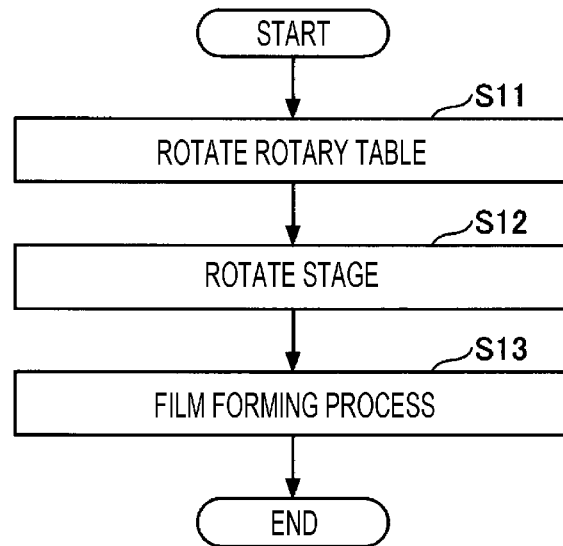 START
S11
ROTATE ROTARY TABLE
S12
ROTATE STAGE
S13
FILM FORMING PROCESS
END